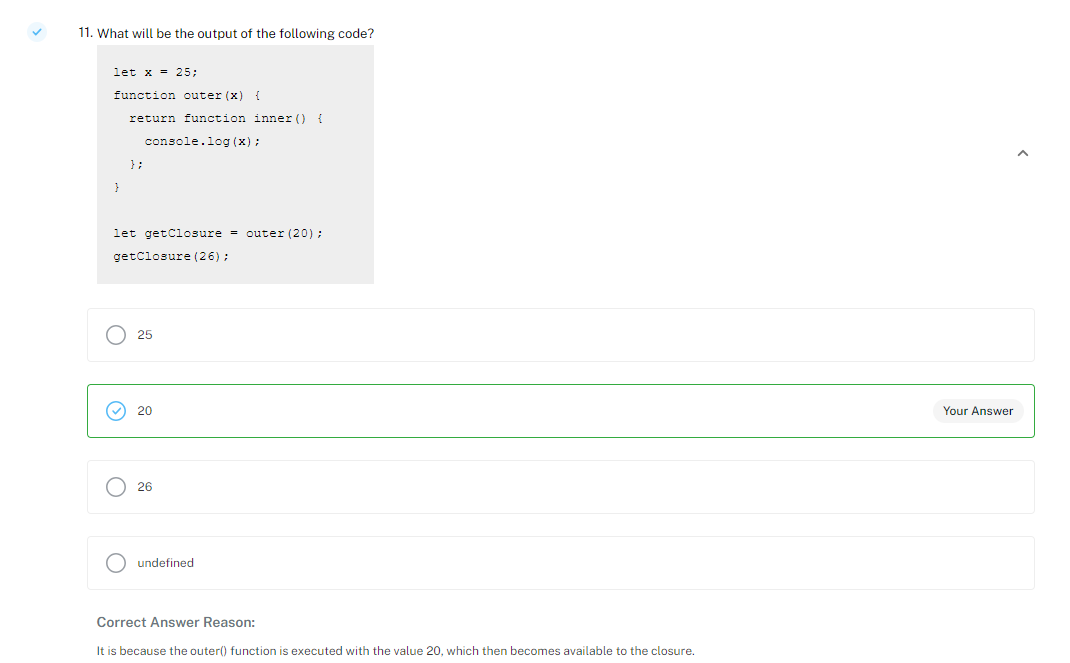 11. What will be the output of the following code?
let x = 25;
function outer(x) {
  return function inner() {
    console.log(x);
  };
}
let getClosure = outer(20);
getClosure(26);
25
20 Your Answer
26
undefined
Correct Answer Reason:
It is because the outer() function is executed with the value 20, which then becomes available to the closure.